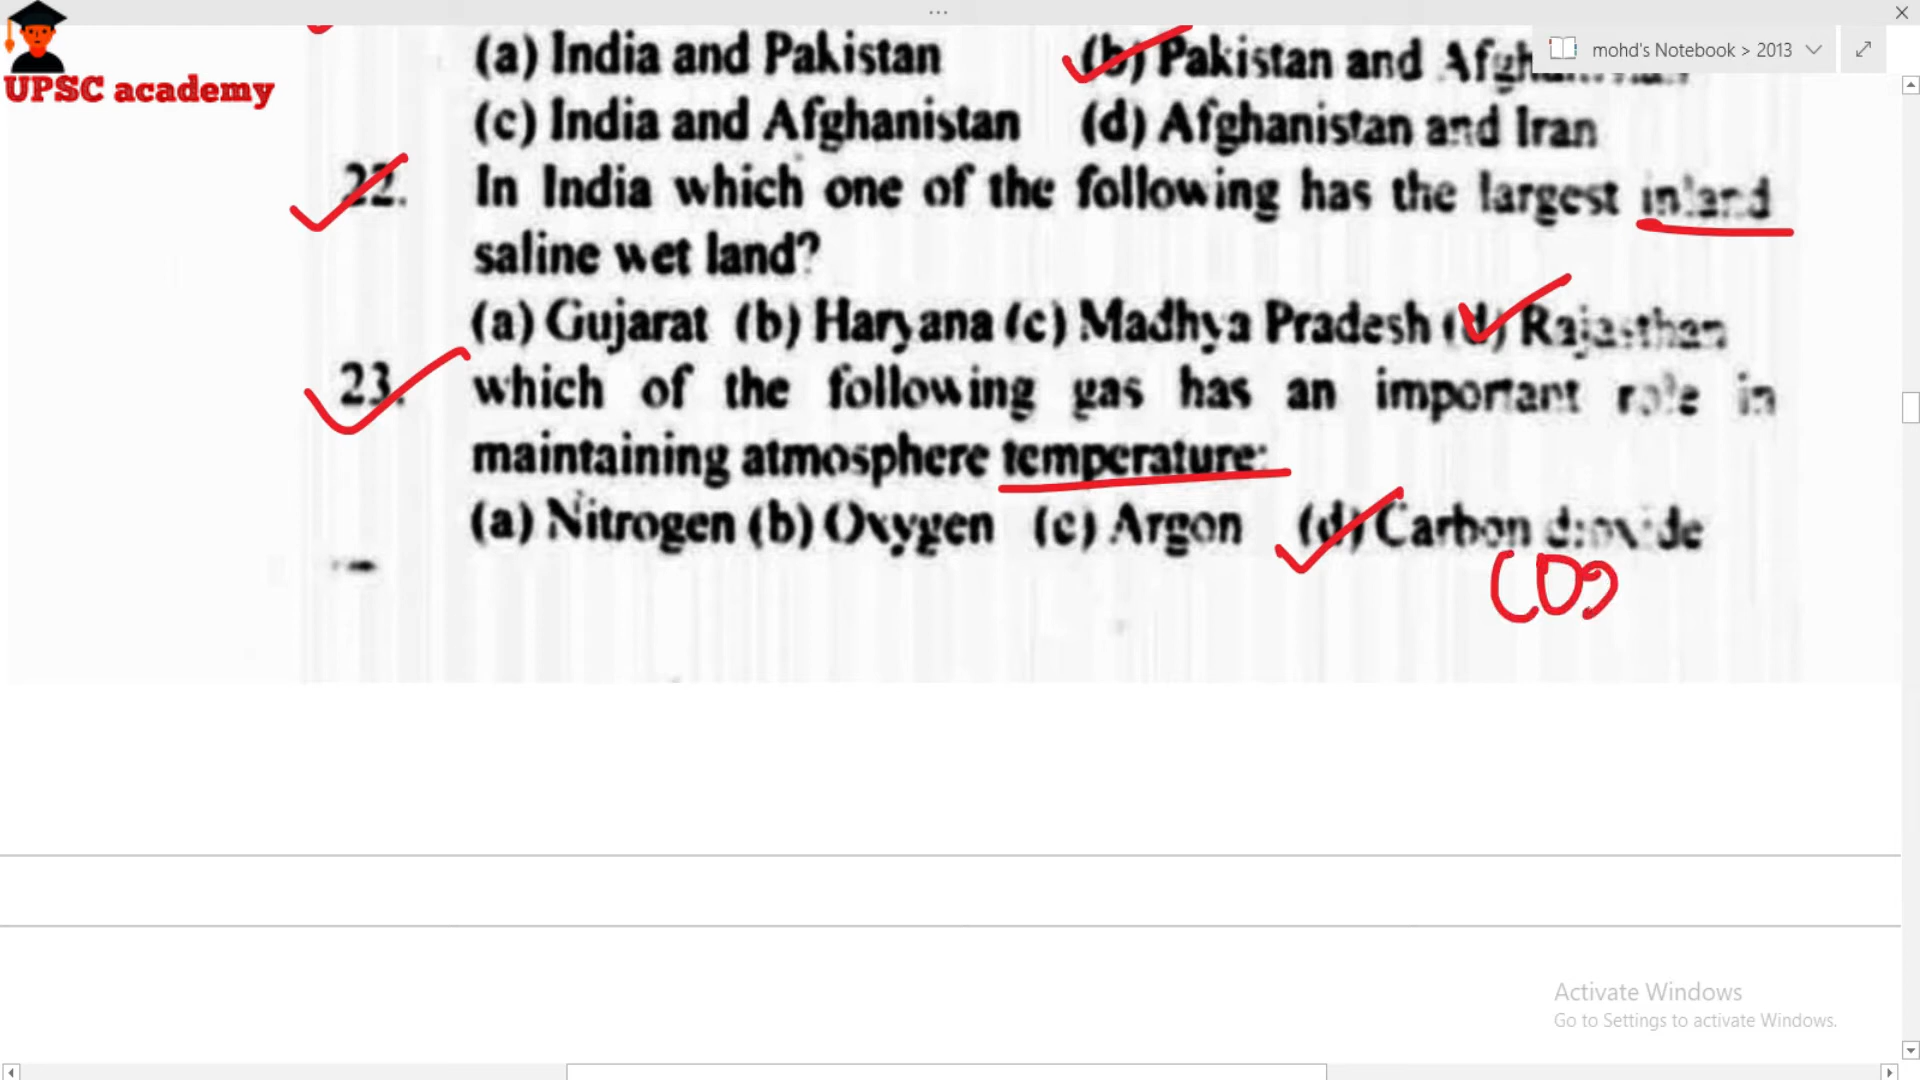 ...
mohd's Notebook > 2013
UPSC academy
(a) India and Pakistan (b) Pakistan and
(c) India and Afghanistan (d) Afghanistan and Iran
22. In India which one of the following has the largest inland
saline wet land?
(a) Gujarat (b) Haryana (c) Madhya Pradesh (d) Rajasthan
23. which of the following gas has an important role in
maintaining atmosphere temperature:
(a) Nitrogen (b) Oxygen (c) Argon (d) Carbon dioxide
Activate Windows
Go to Settings to activate Windows.